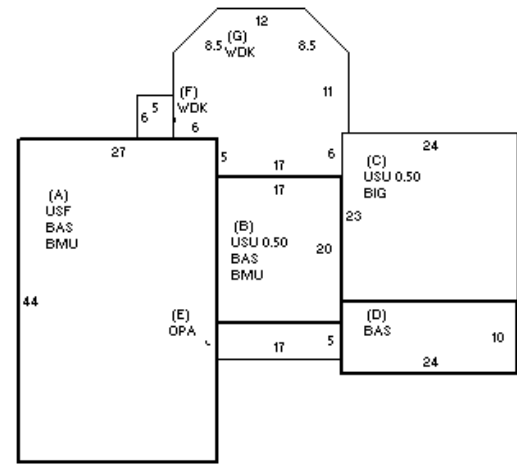 12
8.5
(G)
WDK
8.5
(F)
WDK
5
6
6
11
27
5
17
6
24
(A)
USF
BAS
BMU
17
(C)
USU 0.50
BIG
23
(B)
USU 0.50
BAS
BMU
20
44
(E)
OPA
(D)
BAS
17
5
10
24